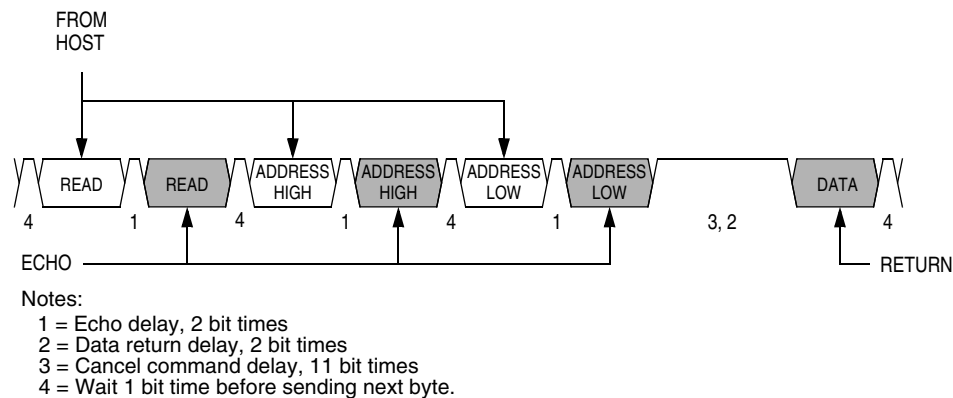 FROM
HOST
READ
READ
ADDRESS
HIGH
ADDRESS
HIGH
ADDRESS
LOW
ADDRESS
LOW
DATA
4
1
4
1
4
1
3, 2
4
ECHO
RETURN
Notes:
1 = Echo delay, 2 bit times
2 = Data return delay, 2 bit times
3 = Cancel command delay, 11 bit times
4 = Wait 1 bit time before sending next byte.